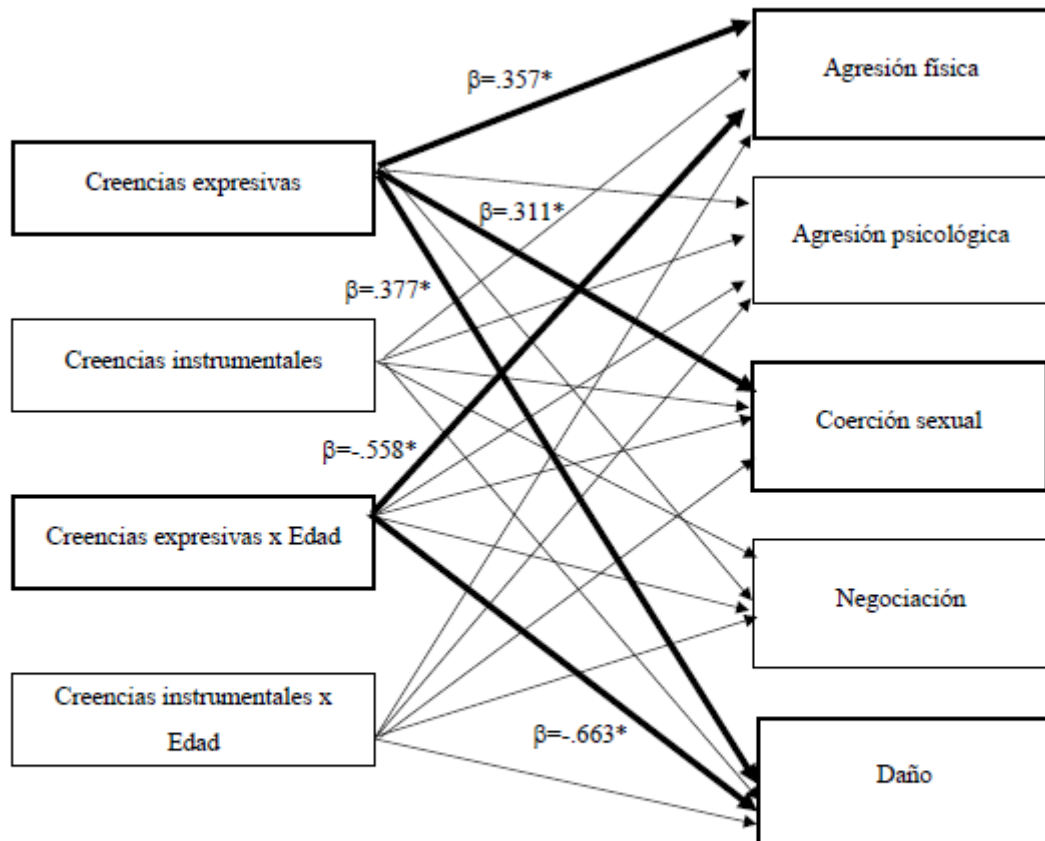 Agresión física
β=.357*
Creencias expresivas
β=.311*
Agresión psicológica
β=.377*
Creencias instrumentales
Coerción sexual
β=-.558*
Creencias expresivas x Edad
Negociación
Creencias instrumentales x
Edad
β=-.663*
Daño